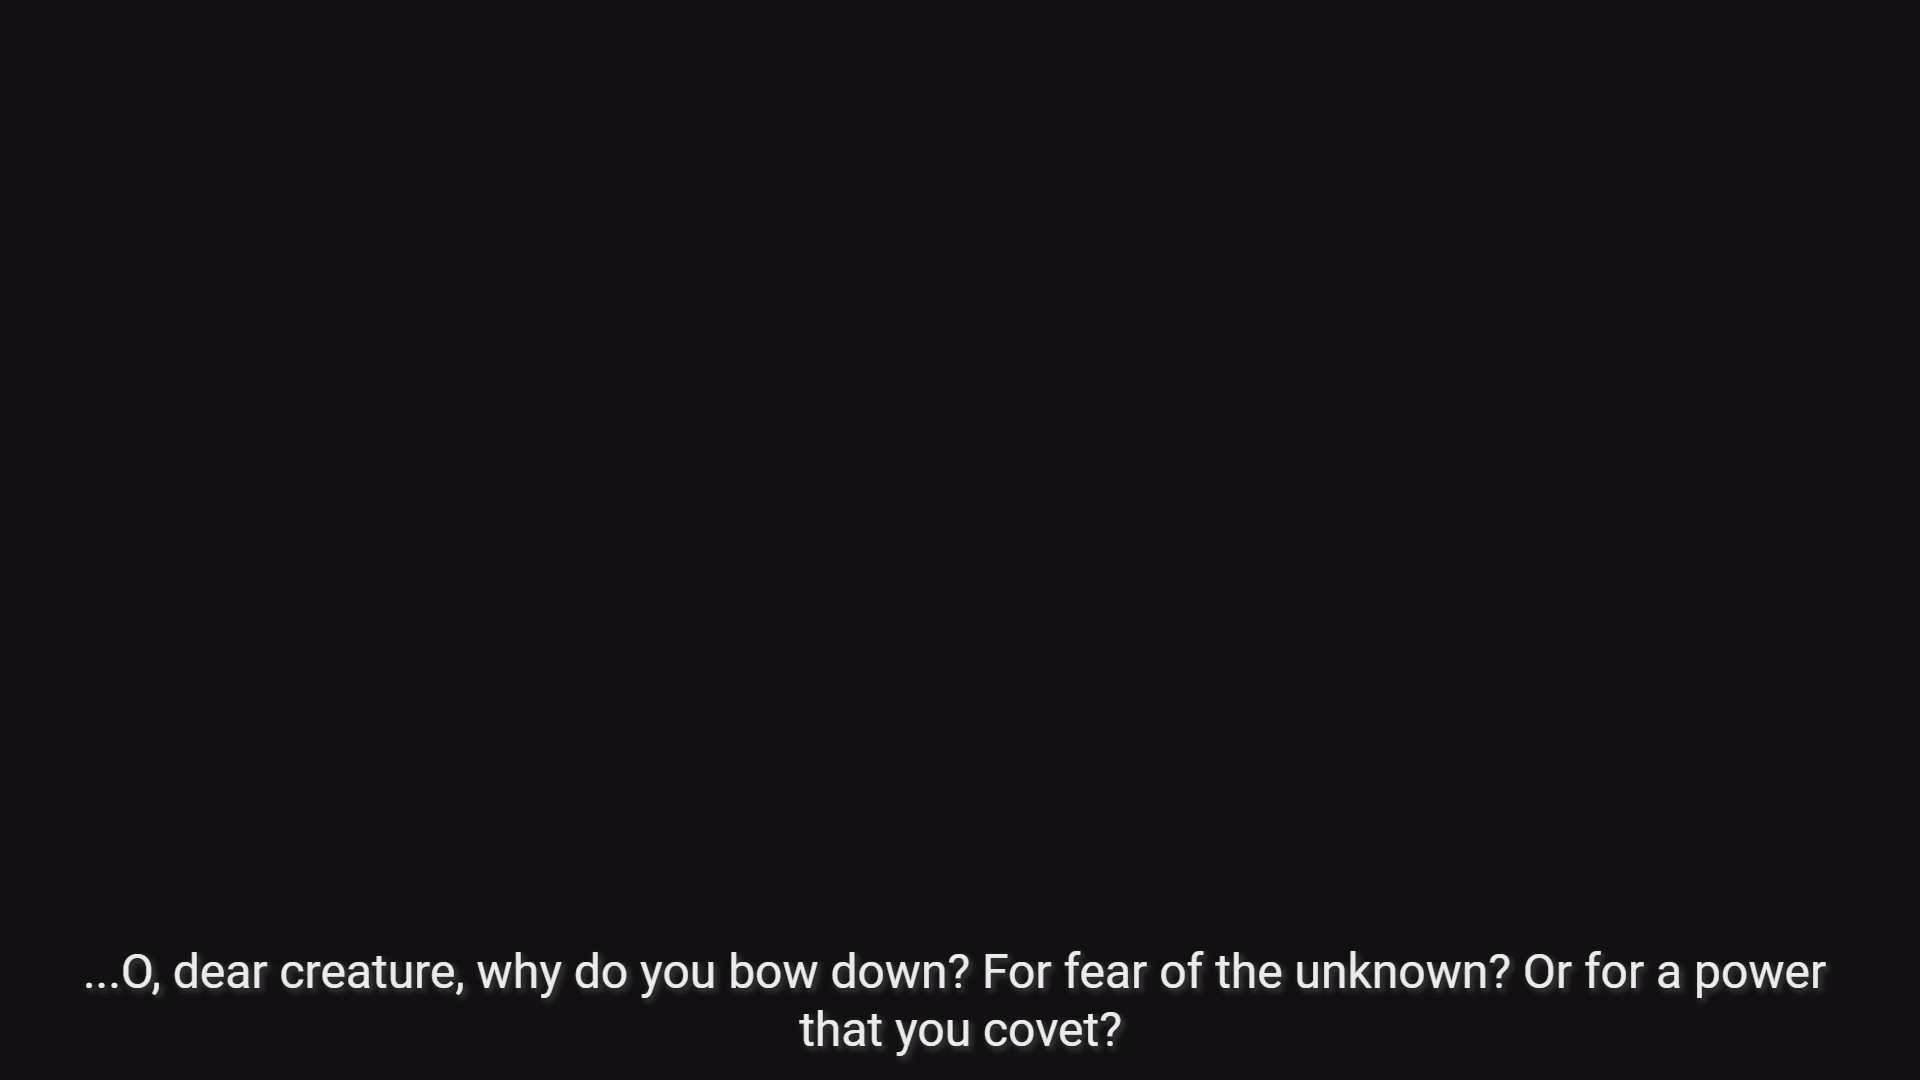 ...O, dear creature, why do you bow down? For fear of the unknown? Or for a power
that you covet?